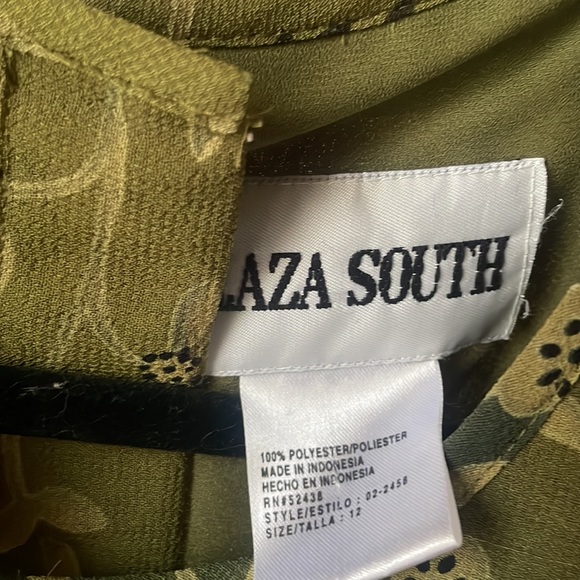 LAZA SOUTH
100% POLYESTER/POLIESTER
MADE IN INDONESIA
HECHO EN INDONESIA
RN#52438
STYLE/ESTILO : 02-2456
SIZE/TALLA : 12